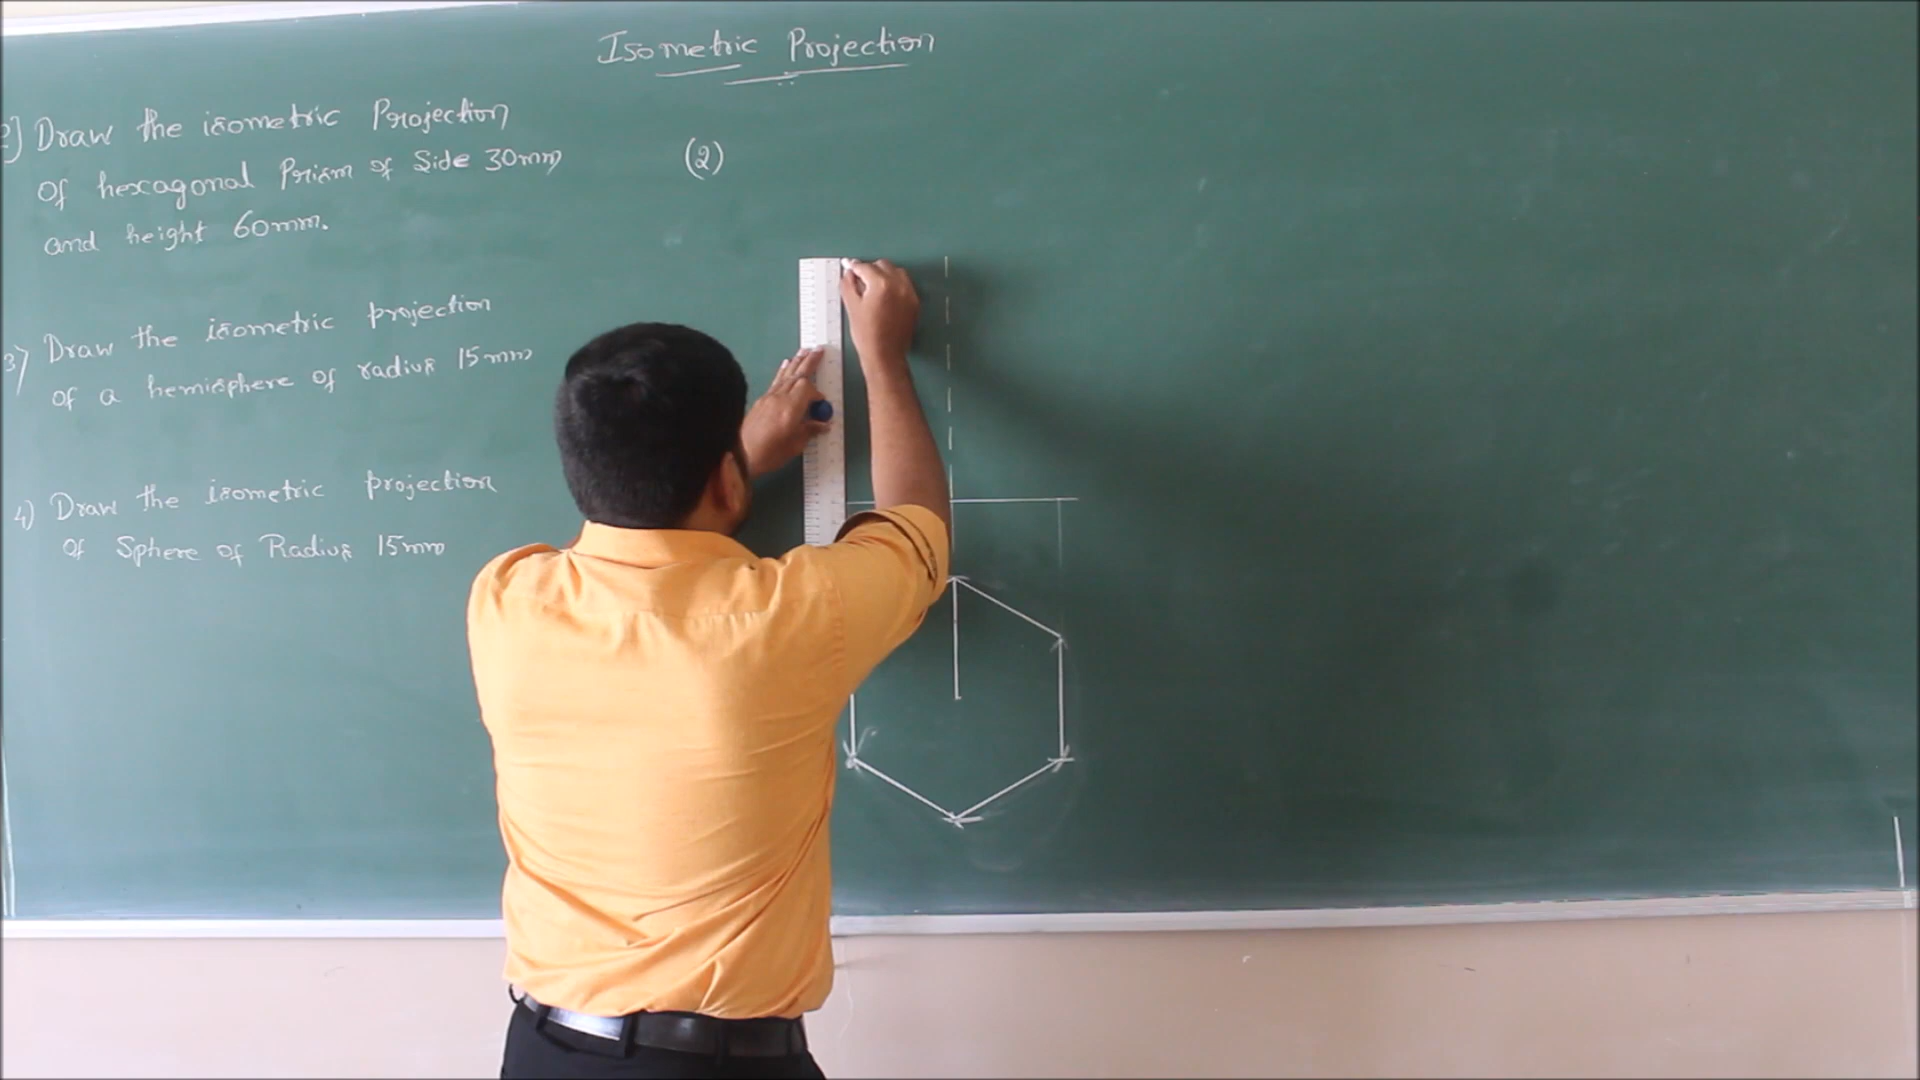 Isometric Projection
2] Draw the isometric Projection
Of hexagonal Prism of Side 30mm
and height 60mm.
(2)
3) Draw the isometric projection
of a hemisphere of radius 15mm
4) Draw the isometric projection
of Sphere of Radius 15mm